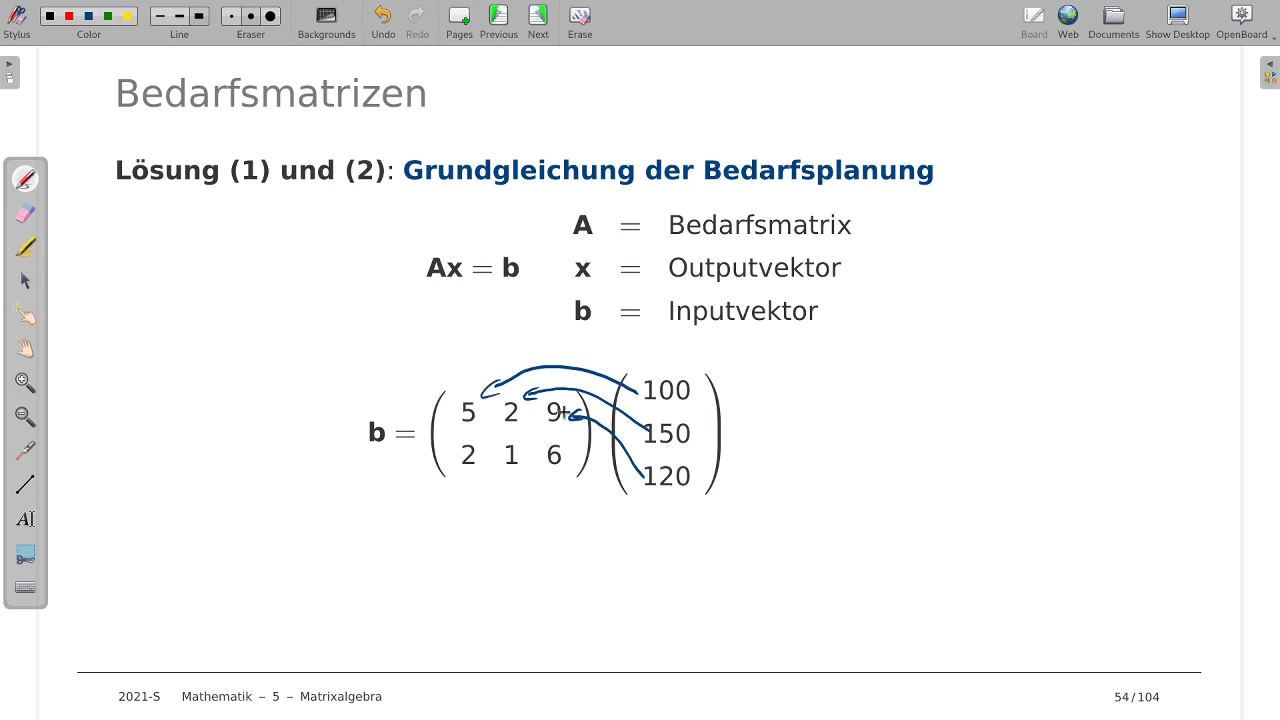 Stylus Color Line Eraser Backgrounds Undo Redo Pages Previous Next Erase Board Web Documents Show Desktop OpenBoard
Bedarfsmatrizen
Lösung (1) und (2): Grundgleichung der Bedarfsplanung
A = Bedarfsmatrix
Ax = b x = Outputvektor
b = Inputvektor
b = ( 5 2 9 ) ( 100 )
2 1 6 150
120
2021-S Mathematik – 5 – Matrixalgebra 54/104